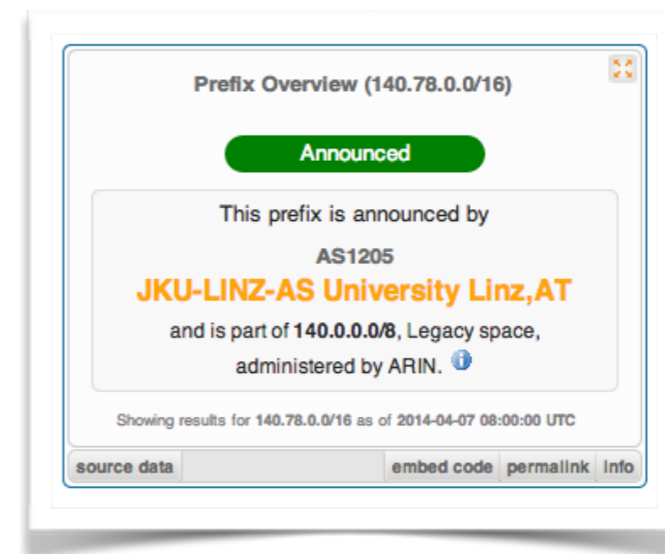 Prefix Overview (140.78.0.0/16)
Announced
This prefix is announced by
AS1205
JKU-LINZ-AS University Linz,AT
and is part of 140.0.0.0/8, Legacy space,
administered by ARIN.
Showing results for 140.78.0.0/16 as of 2014-04-07 08:00:00 UTC
source data embed code permalink info